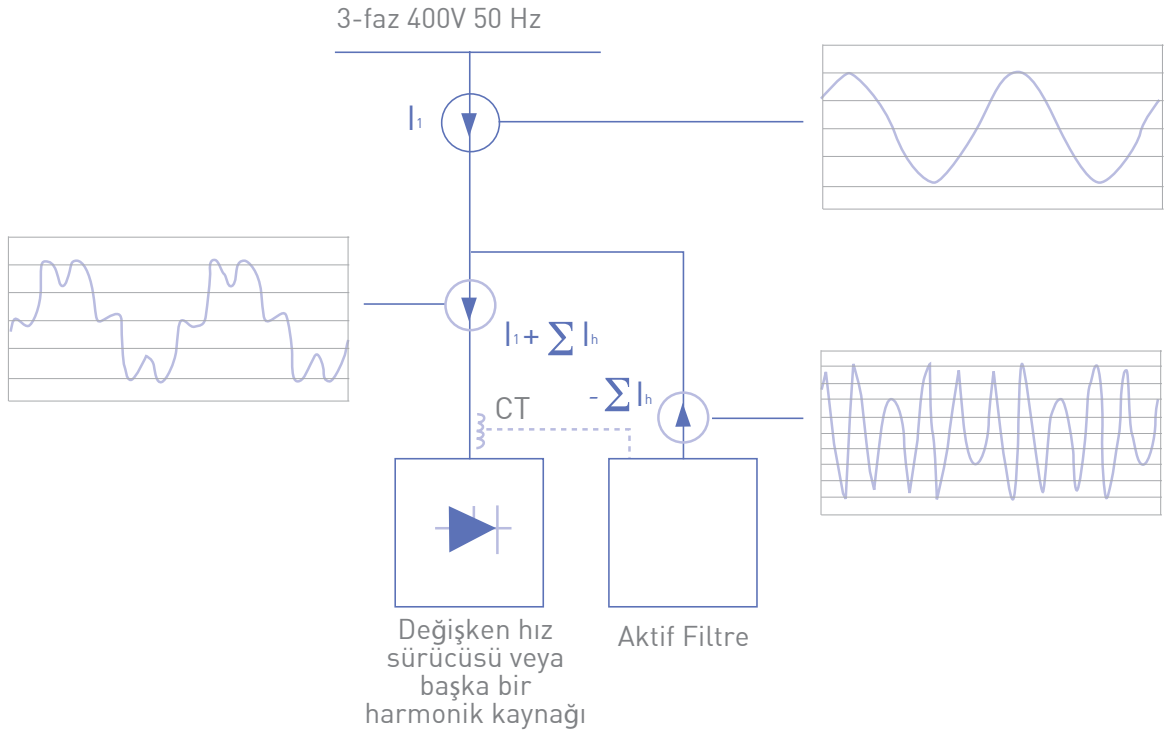 3-faz 400V 50 Hz
I₁
I₁ + ∑ Iₕ
- ∑ Iₕ
CT
Değişken hız
sürücüsü veya
başka bir
harmonik kaynağı
Aktif Filtre